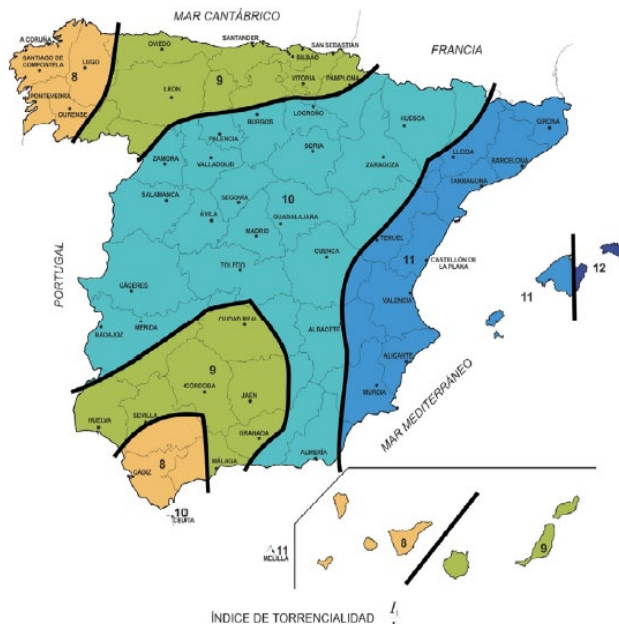 MAR CANTÁBRICO
A CORUÑA
SANTIAGO DE
COMPOSTELA
LUGO
8
PONTEVEDRA
OURENSE
OVIEDO
SANTANDER
SAN SEBASTIÁN
BILBAO
FRANCIA
LEÓN
9
VITORIA
PAMPLONA
LOGROÑO
BURGOS
PALENCIA
HUESCA
GIRONA
ZAMORA
VALLADOLID
SORIA
ZARAGOZA
LLEIDA
BARCELONA
TARRAGONA
SALAMANCA
SEGOVIA
10
ÁVILA
GUADALAJARA
MADRID
TERUEL
CUENCA
TOLEDO
PORTUGAL
11
CASTELLÓN DE
LA PLANA
11
12
CÁCERES
VALENCIA
BADAJOZ
MÉRIDA
CIUDAD REAL
ALBACETE
ALICANTE
MURCIA
MAR MEDITERRÁNEO
9
CÓRDOBA
JAÉN
HUELVA
SEVILLA
GRANADA
8
CÁDIZ
MÁLAGA
ALMERÍA
10
CEUTA
11
MELILLA
8
9
ÍNDICE DE TORRENCIALIDAD